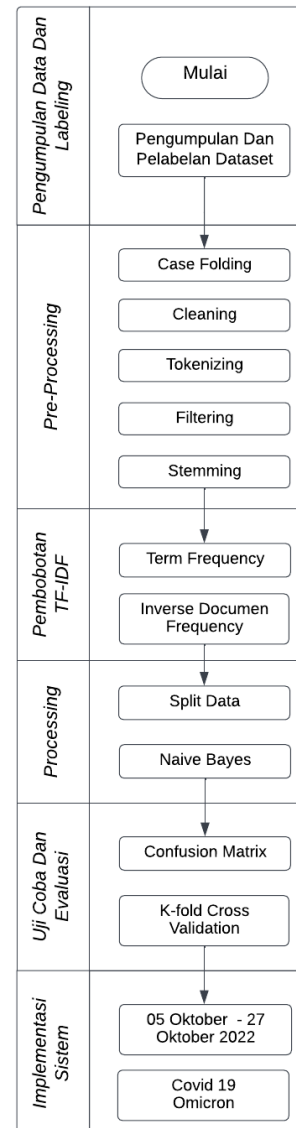 Pengumpulan Data Dan
Labeling
Mulai
Pengumpulan Dan
Pelabelan Dataset
Pre-Processing
Case Folding
Cleaning
Tokenizing
Filtering
Stemming
Pembobotan
TF-IDF
Term Frequency
Inverse Documen
Frequency
Processing
Split Data
Naive Bayes
Uji Coba Dan
Evaluasi
Confusion Matrix
K-fold Cross
Validation
Implementasi
Sistem
05 Oktober - 27
Oktober 2022
Covid 19
Omicron